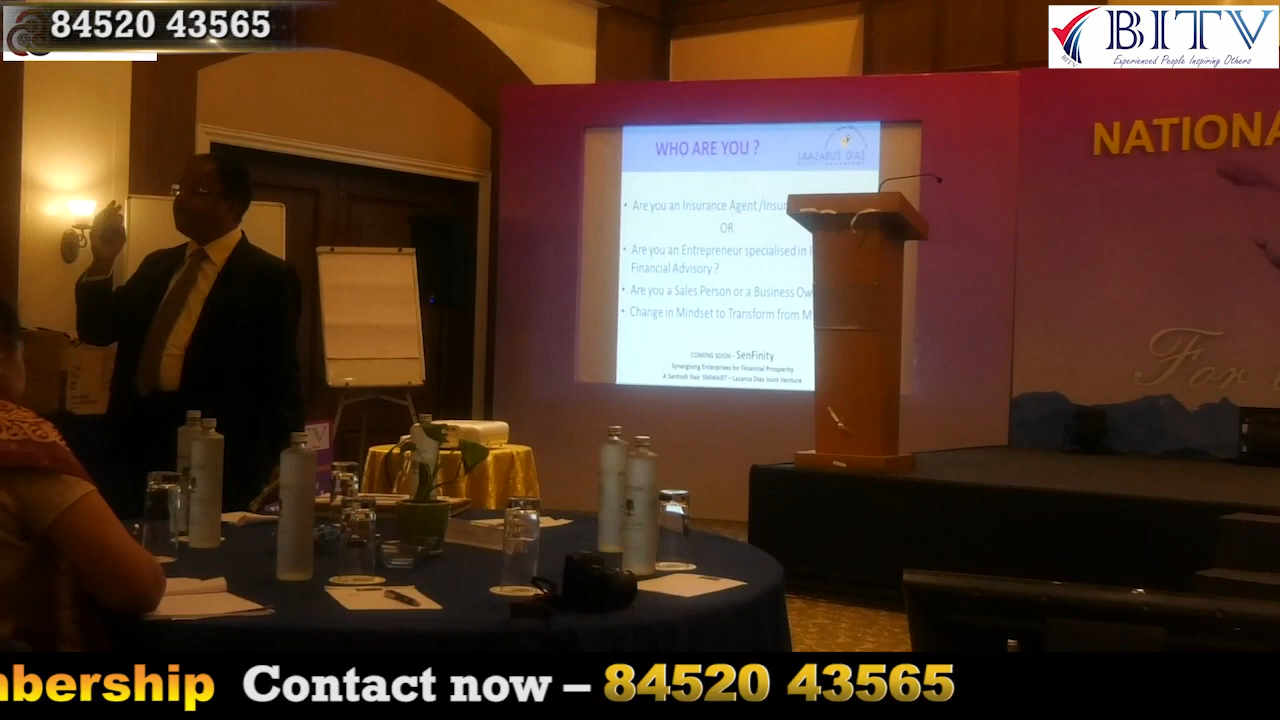 84520 43565
BITV
Experienced People Inspiring Others
NATIONA
WHO ARE YOU ?
LAAZARUS DIAS
• Are you an Insurance Agent/Insur
OR
• Are you an Entrepreneur specialised in I
Financial Advisory ?
• Are you a Sales Person or a Business Ow
• Change in Mindset to Transform from M
COMING SOON - SenFinity
Synergising Enterprises for Financial Prosperity
A Santosh Nair SMMART – Lazarus Dias Joint Venture
For
mbership Contact now – 84520 43565